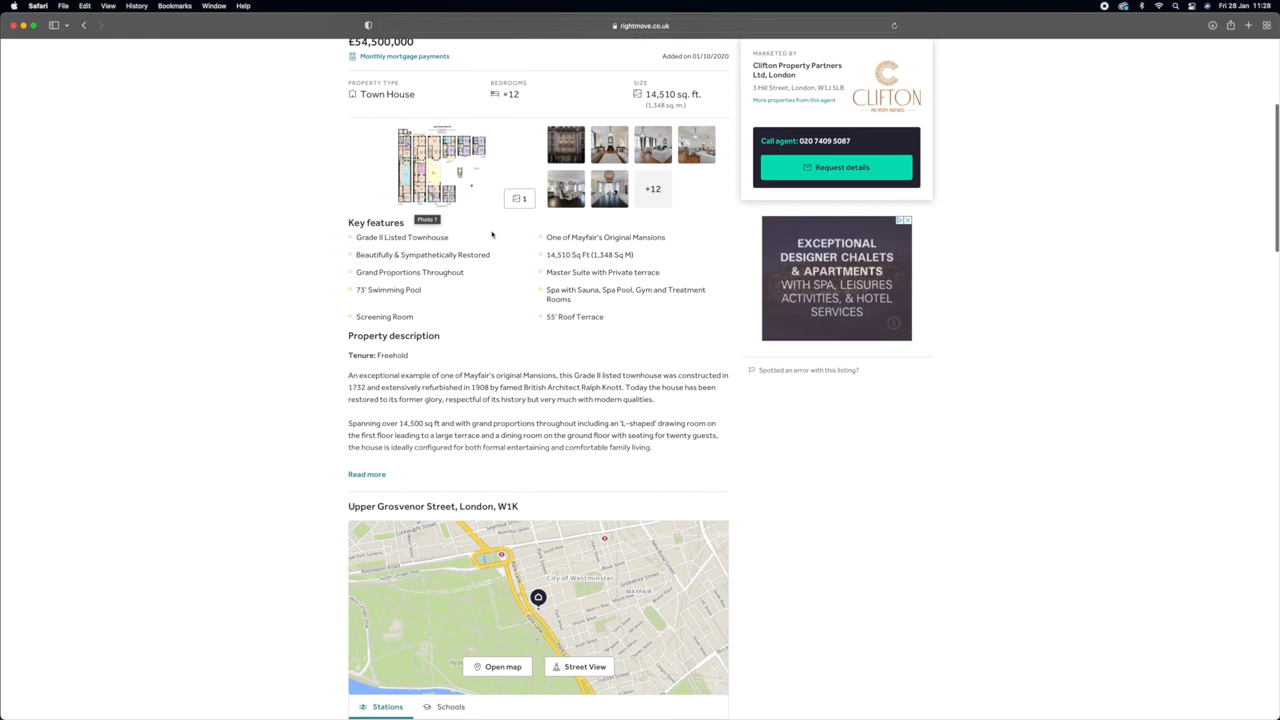 Safari File Edit View History Bookmarks Window Help
Fri 28 Jan 11:28
rightmove.co.uk
£54,500,000
Monthly mortgage payments
Added on 01/10/2020
PROPERTY TYPE
Town House
BEDROOMS
×12
SIZE
14,510 sq. ft.
(1,348 sq. m.)
1
+12
Photo 1
Key features
Grade II Listed Townhouse
One of Mayfair's Original Mansions
Beautifully & Sympathetically Restored
14,510 Sq Ft (1,348 Sq M)
Grand Proportions Throughout
Master Suite with Private terrace
73' Swimming Pool
Spa with Sauna, Spa Pool, Gym and Treatment
Rooms
Screening Room
55' Roof Terrace
Property description
Tenure: Freehold
An exceptional example of one of Mayfair's original Mansions, this Grade II listed townhouse was constructed in
1732 and extensively refurbished in 1908 by famed British Architect Ralph Knott. Today the house has been
restored to its former glory, respectful of its history but very much with modern qualities.
Spanning over 14,500 sq ft and with grand proportions throughout including an 'L-shaped' drawing room on
the first floor leading to a large terrace and a dining room on the ground floor with seating for twenty guests,
the house is ideally configured for both formal entertaining and comfortable family living.
Read more
Upper Grosvenor Street, London, W1K
City of Westminster
MAYFAIR
Open map
Street View
Stations
Schools
MARKETED BY
Clifton Property Partners
Ltd, London
3 Hill Street, London, W1J 5LB
More properties from this agent
CLIFTON
PROPERTY PARTNERS
Call agent: 020 7409 5087
Request details
EXCEPTIONAL
DESIGNER CHALETS
& APARTMENTS
WITH SPA, LEISURES
ACTIVITIES, & HOTEL
SERVICES
Spotted an error with this listing?